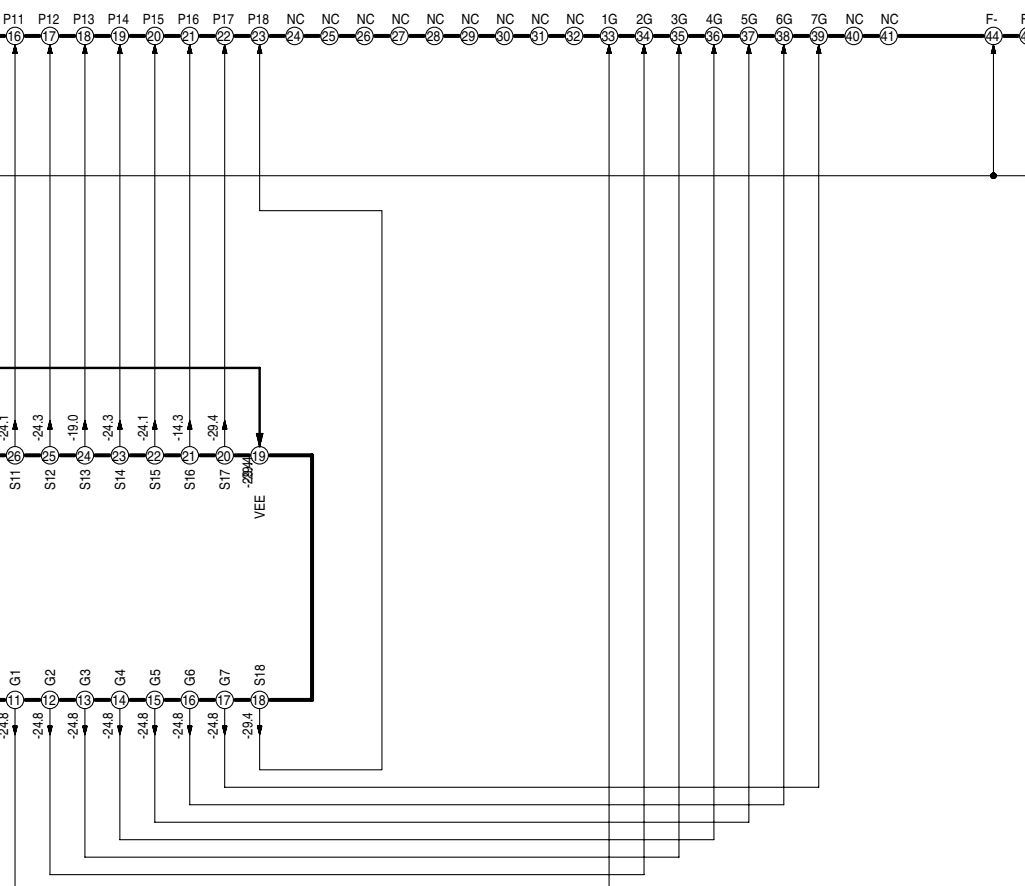 P11 P12 P13 P14 P15 P16 P17 P18 NC NC NC NC NC NC NC NC NC 1G 2G 3G 4G 5G 6G 7G NC NC F-
16 17 18 19 20 21 22 23 24 25 26 27 28 29 30 31 32 33 34 35 36 37 38 39 40 41 44
-24.1 -24.3 -19.0 -24.3 -24.1 -14.3 -29.4
26 25 24 23 22 21 20 19
S11 S12 S13 S14 S15 S16 S17
VEE
G1 G2 G3 G4 G5 G6 G7 S18
11 12 13 14 15 16 17 18
-24.8 -24.8 -24.8 -24.8 -24.8 -24.8 -24.8 -29.4